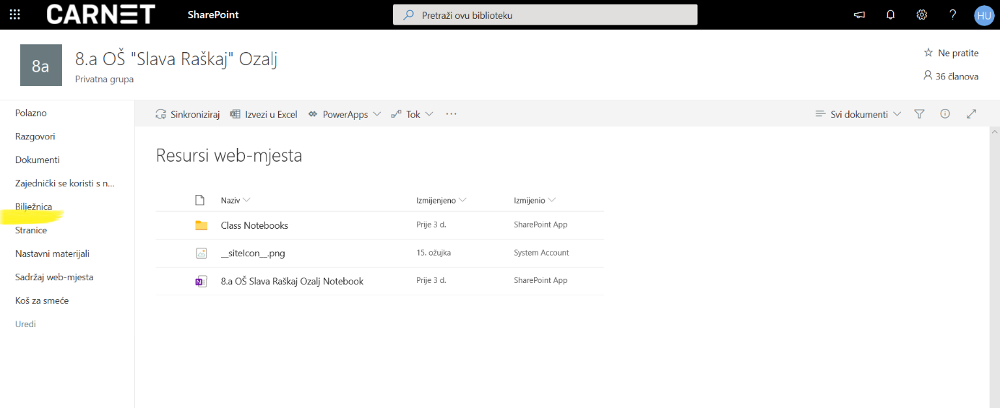 CARNET SharePoint Pretraži ovu biblioteku ? HU
8a
8.a OŠ "Slava Raškaj" Ozalj
Privatna grupa
Ne pratite
36 članova
Polazno
Razgovori
Dokumenti
Zajednički se koristi s n...
Bilježnica
Stranice
Nastavni materijali
Sadržaj web-mjesta
Koš za smeće
Uredi
Sinkroniziraj Izvezi u Excel PowerApps Tok ... Svi dokumenti
Resursi web-mjesta
Naziv Izmijenjeno Izmijenio
Class Notebooks Prije 3 d. SharePoint App
__siteIcon__.png 15. ožujka System Account
8.a OŠ Slava Raškaj Ozalj Notebook Prije 3 d. SharePoint App